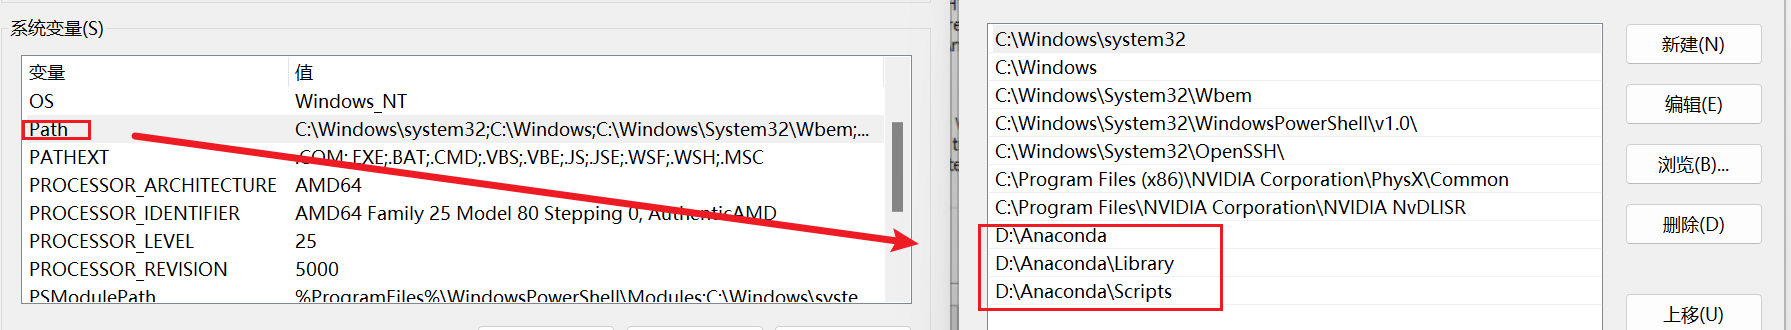 系统变量(S)
变量 值
OS Windows_NT
Path C:\Windows\system32;C:\Windows;C:\Windows\System32\Wbem;...
PATHEXT .COM;.EXE;.BAT;.CMD;.VBS;.VBE;.JS;.JSE;.WSF;.WSH;.MSC
PROCESSOR_ARCHITECTURE AMD64
PROCESSOR_IDENTIFIER AMD64 Family 25 Model 80 Stepping 0, AuthenticAMD
PROCESSOR_LEVEL 25
PROCESSOR_REVISION 5000
PSModulePath %ProgramFiles%\WindowsPowerShell\Modules;C:\Windows\syste
C:\Windows\system32
C:\Windows
C:\Windows\System32\Wbem
C:\Windows\System32\WindowsPowerShell\v1.0\
C:\Windows\System32\OpenSSH\
C:\Program Files (x86)\NVIDIA Corporation\PhysX\Common
C:\Program Files\NVIDIA Corporation\NVIDIA NvDLISR
D:\Anaconda
D:\Anaconda\Library
D:\Anaconda\Scripts
新建(N)
编辑(E)
浏览(B)...
删除(D)
上移(U)